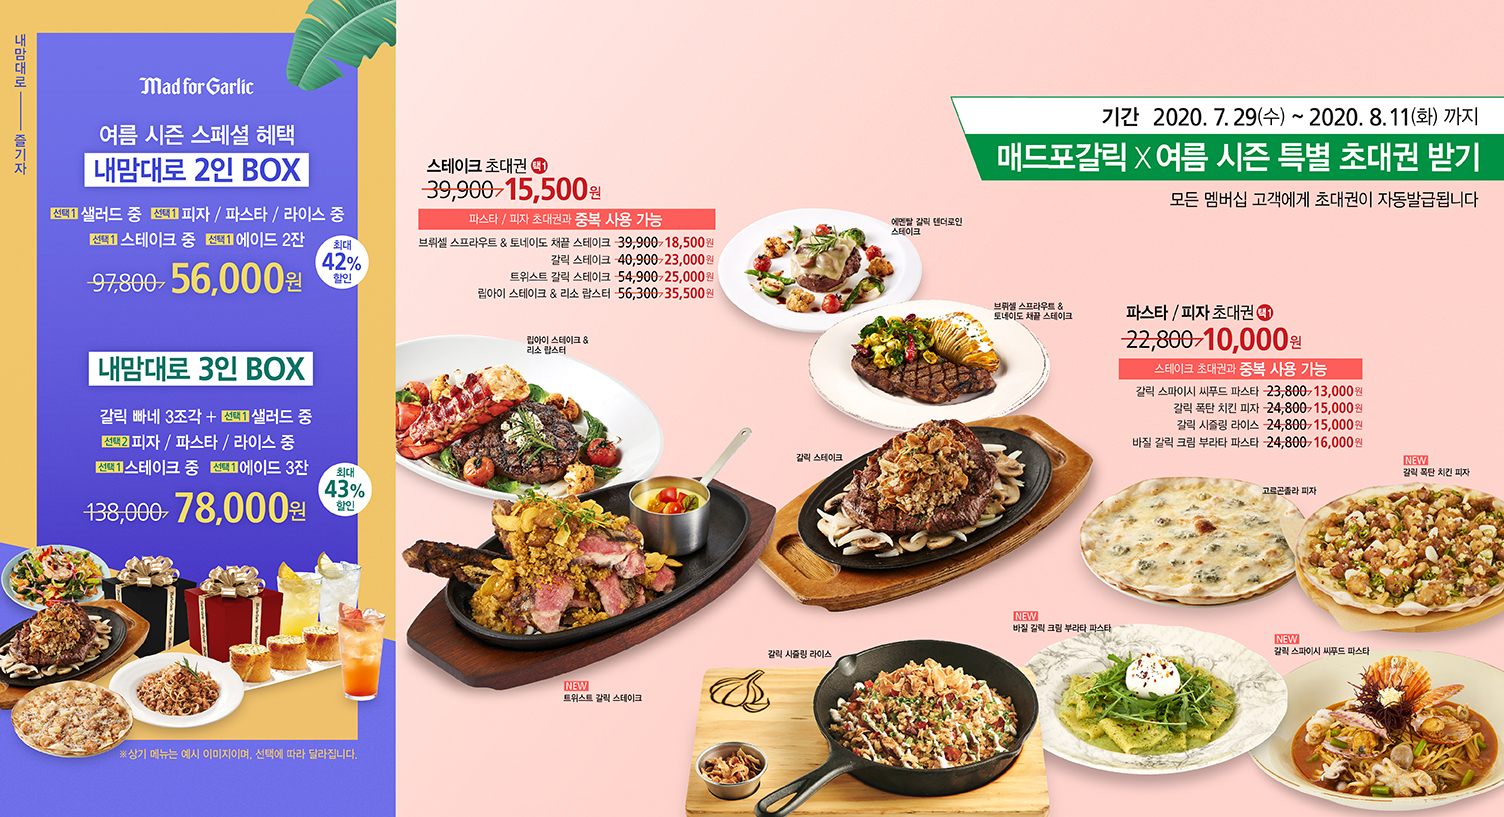 내맘대로 — 즐기자
Mad for Garlic
여름 시즌 스페셜 혜택
내맘대로 2인 BOX
선택1 샐러드 중 선택1 피자 / 파스타 / 라이스 중
선택1 스테이크 중 선택1 에이드 2잔
97,800 56,000원
최대
42%
할인
내맘대로 3인 BOX
갈릭 빠네 3조각 + 선택1 샐러드 중
선택2 피자 / 파스타 / 라이스 중
선택1 스테이크 중 선택1 에이드 3잔
138,000 78,000원
최대
43%
할인
※상기 메뉴는 예시 이미지이며, 선택에 따라 달라집니다.
기간 2020. 7. 29(수) ~ 2020. 8. 11(화) 까지
매드포갈릭 X 여름 시즌 특별 초대권 받기
모든 멤버십 고객에게 초대권이 자동발급됩니다
스테이크 초대권 택1
39,900 15,500원
파스타 / 피자 초대권과 중복 사용 가능
브뤼셀 스프라우트 & 토네이도 채끝 스테이크 39,900 18,500원
갈릭 스테이크 40,900 23,000원
트위스트 갈릭 스테이크 54,900 25,000원
립아이 스테이크 & 리소 랍스터 56,300 35,500원
에멘탈 갈릭 텐더로인
스테이크
브뤼셀 스프라우트 &
토네이도 채끝 스테이크
립아이 스테이크 &
리소 랍스터
갈릭 스테이크
NEW
트위스트 갈릭 스테이크
파스타 / 피자 초대권 택1
22,800 10,000원
스테이크 초대권과 중복 사용 가능
갈릭 스파이시 씨푸드 파스타 23,800 13,000원
갈릭 폭탄 치킨 피자 24,800 15,000원
갈릭 시즐링 라이스 24,800 15,000원
바질 갈릭 크림 부라타 파스타 24,800 16,000원
NEW
갈릭 폭탄 치킨 피자
고르곤졸라 피자
NEW
바질 갈릭 크림 부라타 파스타
NEW
갈릭 스파이시 씨푸드 파스타
갈릭 시즐링 라이스